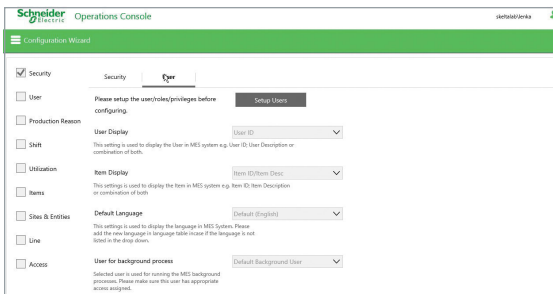 Schneider Electric Operations Console
skeltalab\lenka
Configuration Wizard
Security
User
Production Reason
Shift
Utilization
Items
Sites & Entities
Line
Access
Security User
Please setup the user/roles/privileges before
configuring.
Setup Users
User Display
User ID
This setting is used to display the User in MES system e.g. User ID; User Description or
combination of both.
Item Display
Item ID/Item Desc
This settings is used to display the Item in MES system e.g. Item ID; Item Description
or combination of both
Default Language
Default (English)
This settings is used to display the language in MES System. Please
add the new language in language table incase if the language is not
listed in the drop down.
User for background process
Default Background User
Selected user is used for running the MES background
processes. Please make sure this user has appropriate
access assigned.